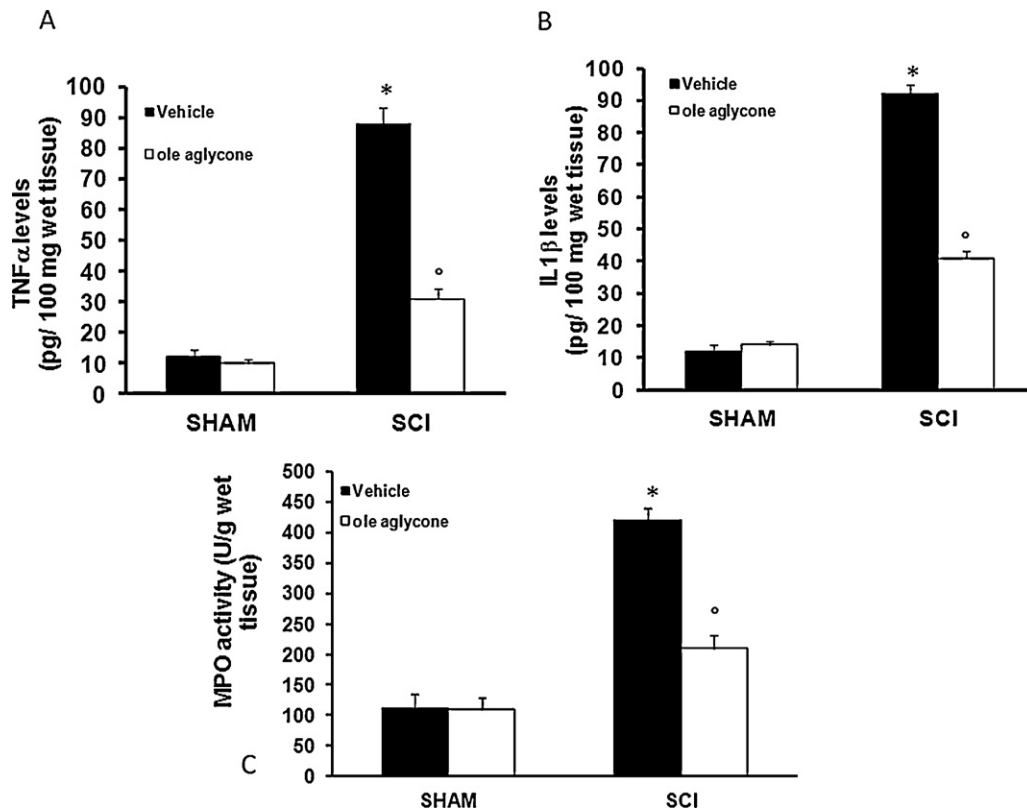 A
TNFα levels
(pg/ 100 mg wet tissue)
100
90
80
70
60
50
40
30
20
10
0
Vehicle
ole aglycone
*
°
SHAM SCI
B
IL1β levels
(pg/ 100 mg wet tissue)
100
90
80
70
60
50
40
30
20
10
0
Vehicle
ole aglycone
*
°
SHAM SCI
C
MPO activity (U/g wet
tissue)
500
450
400
350
300
250
200
150
100
50
0
Vehicle
ole aglycone
*
°
SHAM SCI